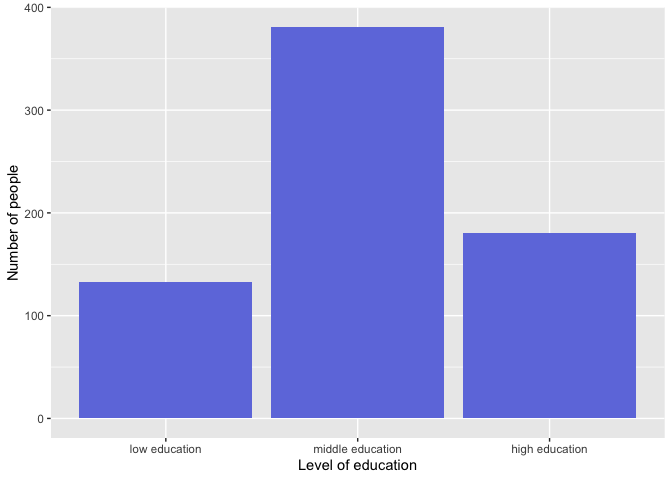 400
300
200
100
0
Number of people
low education
middle education
high education
Level of education